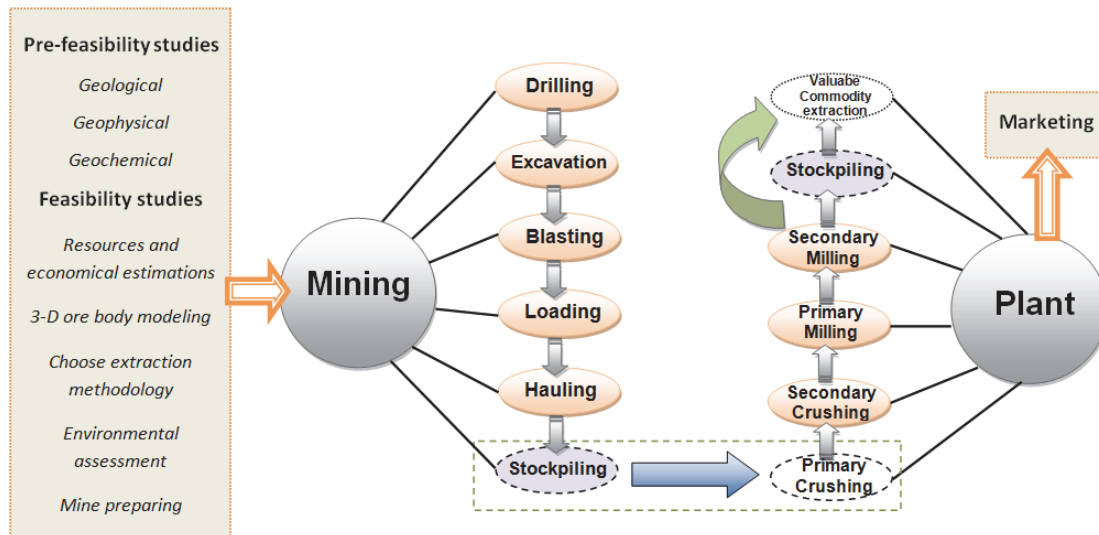 Pre-feasibility studies
Geological
Geophysical
Geochemical
Feasibility studies
Resources and
economical estimations
3-D ore body modeling
Choose extraction
methodology
Environmental
assessment
Mine preparing
Mining
Drilling
Excavation
Blasting
Loading
Hauling
Stockpiling
Valuabe
Commodity
extraction
Stockpiling
Secondary
Milling
Primary
Milling
Secondary
Crushing
Primary
Crushing
Plant
Marketing